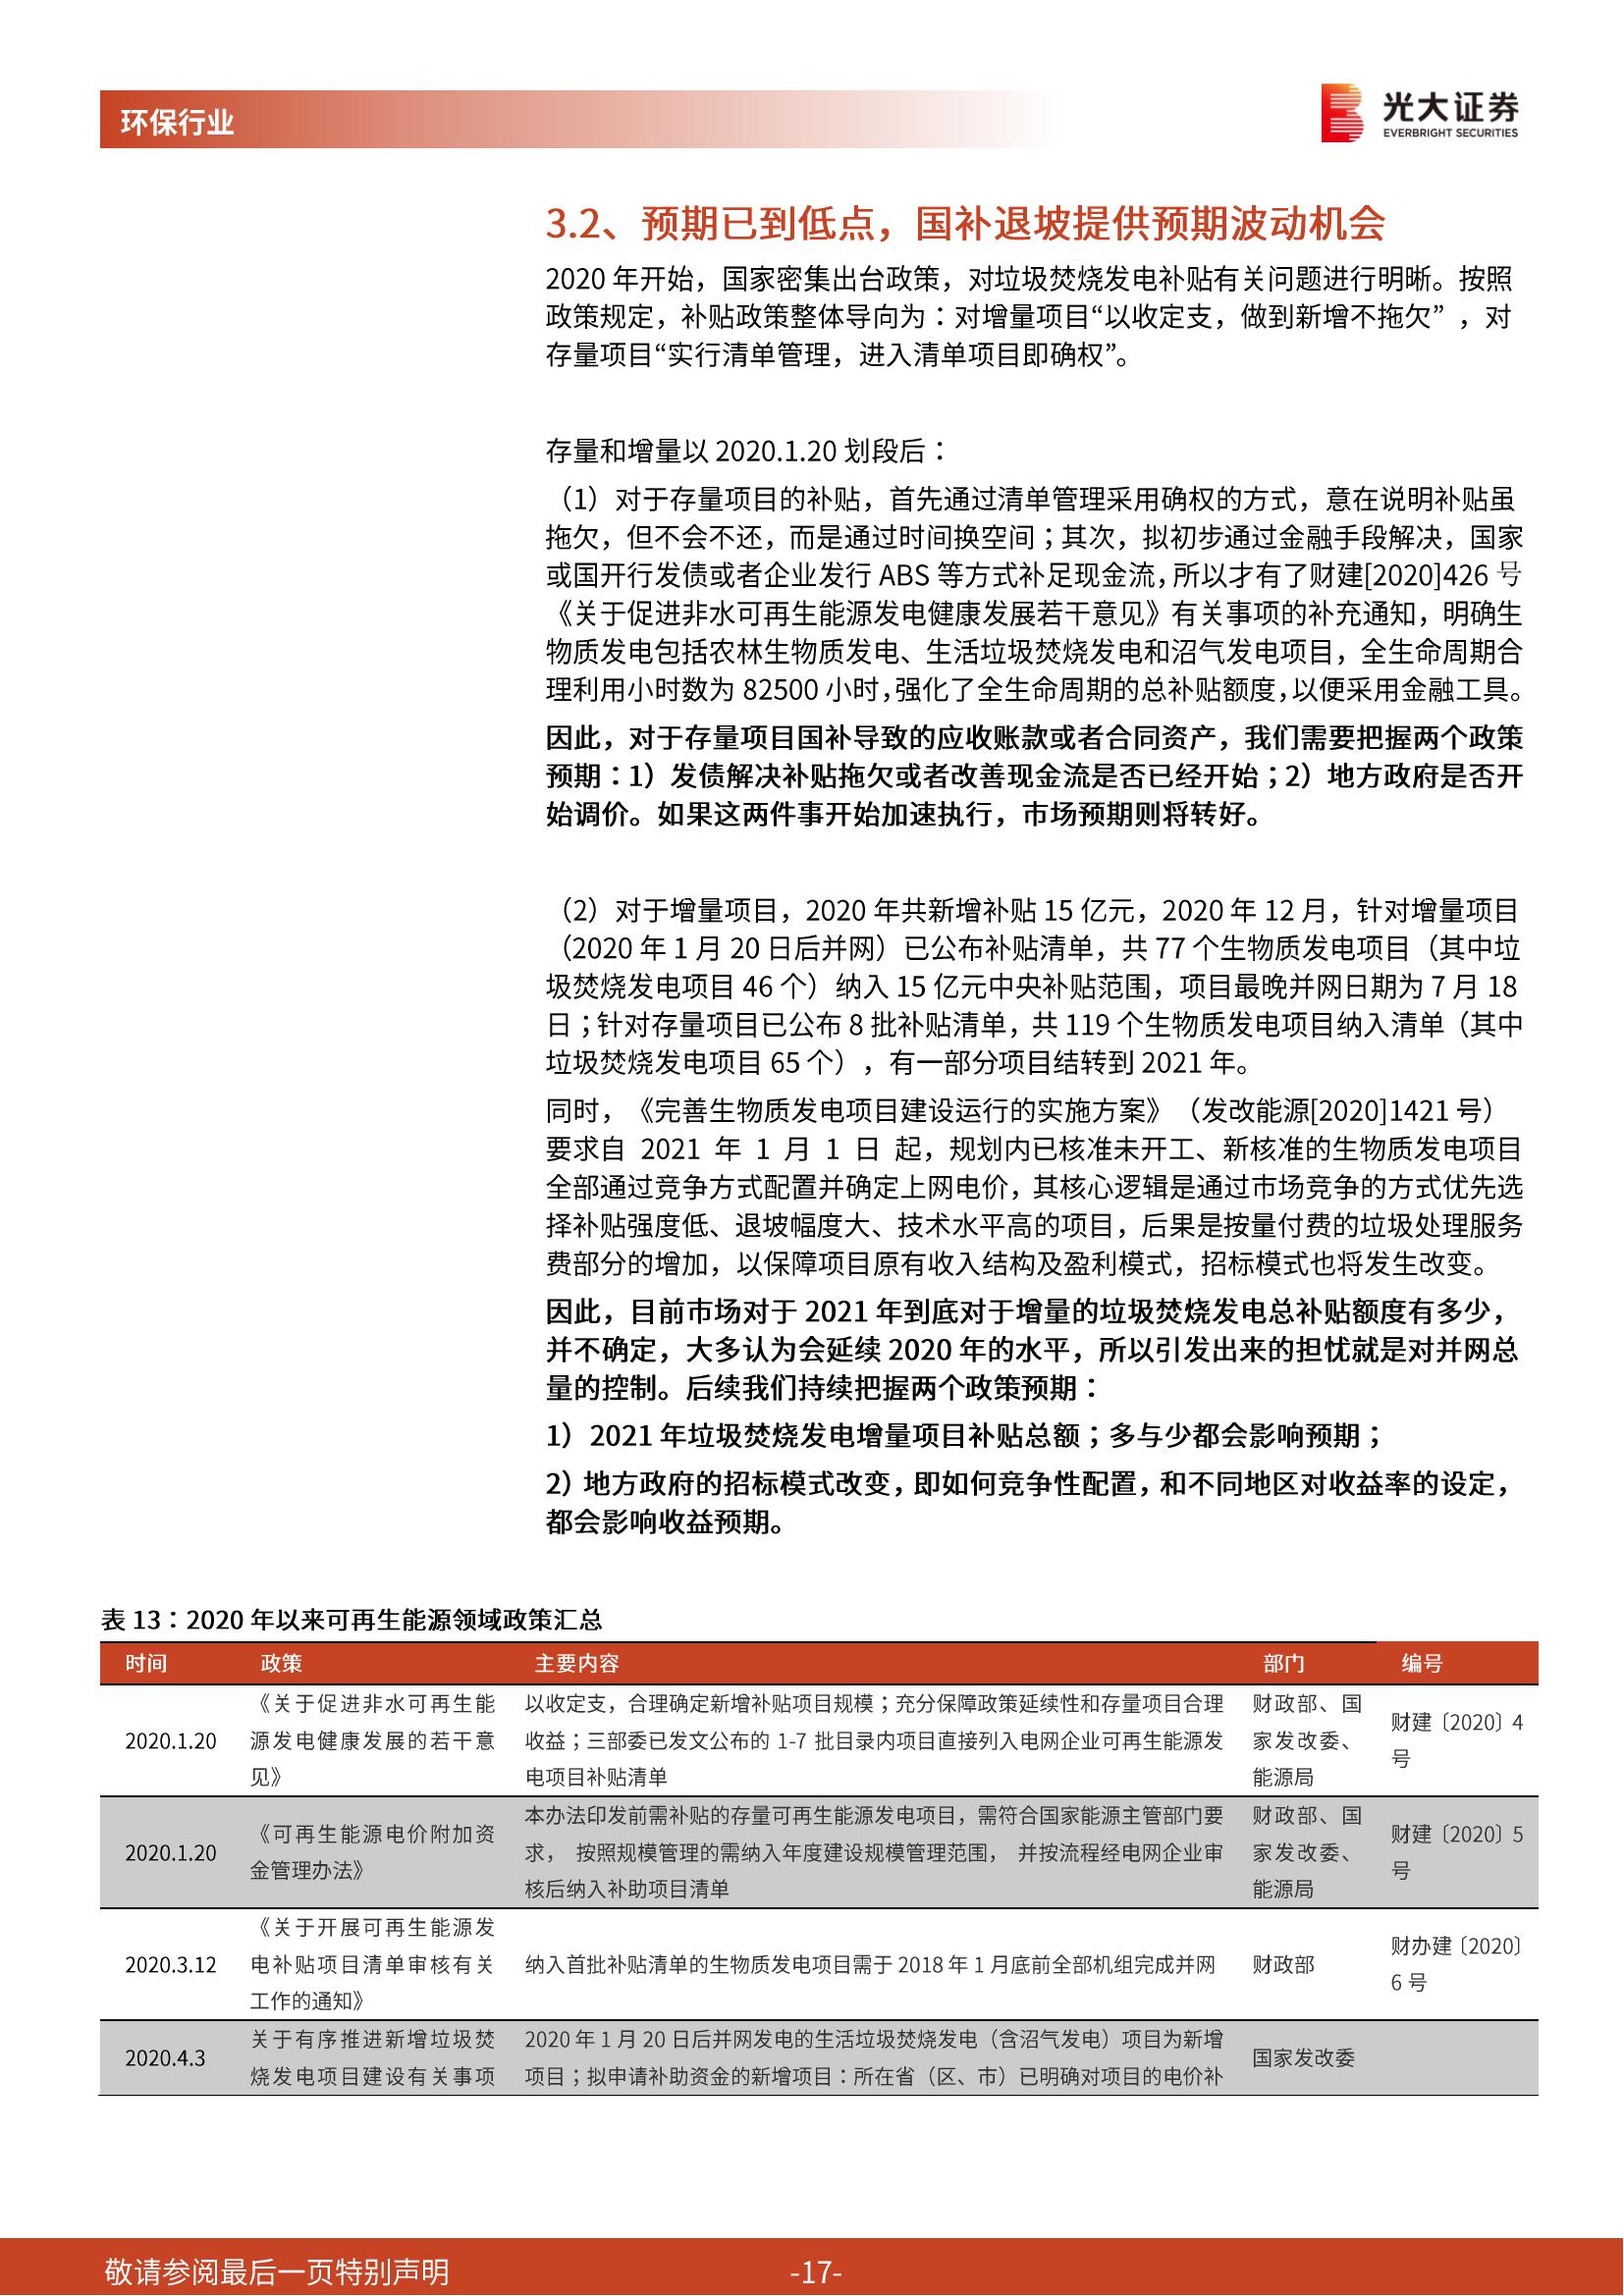 环保行业
光大证券
EVERBRIGHT SECURITIES
3.2、预期已到低点，国补退坡提供预期波动机会
2020 年开始，国家密集出台政策，对垃圾焚烧发电补贴有关问题进行明晰。按照
政策规定，补贴政策整体导向为：对增量项目“以收定支，做到新增不拖欠”，对
存量项目“实行清单管理，进入清单项目即确权”。
存量和增量以 2020.1.20 划段后：
（1）对于存量项目的补贴，首先通过清单管理采用确权的方式，意在说明补贴虽
拖欠，但不会不还，而是通过时间换空间；其次，拟初步通过金融手段解决，国家
或国开行发债或者企业发行 ABS 等方式补足现金流，所以才有了财建[2020]426 号
《关于促进非水可再生能源发电健康发展若干意见》有关事项的补充通知，明确生
物质发电包括农林生物质发电、生活垃圾焚烧发电和沼气发电项目，全生命周期合
理利用小时数为 82500 小时，强化了全生命周期的总补贴额度，以便采用金融工具。
因此，对于存量项目国补导致的应收账款或者合同资产，我们需要把握两个政策
预期：1）发债解决补贴拖欠或者改善现金流是否已经开始；2）地方政府是否开
始调价。如果这两件事开始加速执行，市场预期则将转好。
（2）对于增量项目，2020 年共新增补贴 15 亿元，2020 年 12 月，针对增量项目
（2020 年 1 月 20 日后并网）已公布补贴清单，共 77 个生物质发电项目（其中垃
圾焚烧发电项目 46 个）纳入 15 亿元中央补贴范围，项目最晚并网日期为 7 月 18
日；针对存量项目已公布 8 批补贴清单，共 119 个生物质发电项目纳入清单（其中
垃圾焚烧发电项目 65 个），有一部分项目结转到 2021 年。
同时，《完善生物质发电项目建设运行的实施方案》（发改能源[2020]1421 号）
要求自 2021 年 1 月 1 日 起，规划内已核准未开工、新核准的生物质发电项目
全部通过竞争方式配置并确定上网电价，其核心逻辑是通过市场竞争的方式优先选
择补贴强度低、退坡幅度大、技术水平高的项目，后果是按量付费的垃圾处理服务
费部分的增加，以保障项目原有收入结构及盈利模式，招标模式也将发生改变。
因此，目前市场对于 2021 年到底对于增量的垃圾焚烧发电总补贴额度有多少，
并不确定，大多认为会延续 2020 年的水平，所以引发出来的担忧就是对并网总
量的控制。后续我们持续把握两个政策预期：
1）2021 年垃圾焚烧发电增量项目补贴总额；多与少都会影响预期；
2）地方政府的招标模式改变，即如何竞争性配置，和不同地区对收益率的设定，
都会影响收益预期。
表 13：2020 年以来可再生能源领域政策汇总
时间 政策 主要内容 部门 编号
2020.1.20
《关于促进非水可再生能
源发电健康发展的若干意
见》
以收定支，合理确定新增补贴项目规模；充分保障政策延续性和存量项目合理
收益；三部委已发文公布的 1-7 批目录内项目直接列入电网企业可再生能源发
电项目补贴清单
财政部、国
家发改委、
能源局
财建〔2020〕4
号
2020.1.20
《可再生能源电价附加资
金管理办法》
本办法印发前需补贴的存量可再生能源发电项目，需符合国家能源主管部门要
求， 按照规模管理的需纳入年度建设规模管理范围， 并按流程经电网企业审
核后纳入补助项目清单
财政部、国
家发改委、
能源局
财建〔2020〕5
号
2020.3.12
《关于开展可再生能源发
电补贴项目清单审核有关
工作的通知》
纳入首批补贴清单的生物质发电项目需于 2018 年 1 月底前全部机组完成并网
财政部
财办建〔2020〕
6 号
2020.4.3
关于有序推进新增垃圾焚
烧发电项目建设有关事项
2020 年 1 月 20 日后并网发电的生活垃圾焚烧发电（含沼气发电）项目为新增
项目；拟申请补助资金的新增项目：所在省（区、市）已明确对项目的电价补
国家发改委
敬请参阅最后一页特别声明
-17-